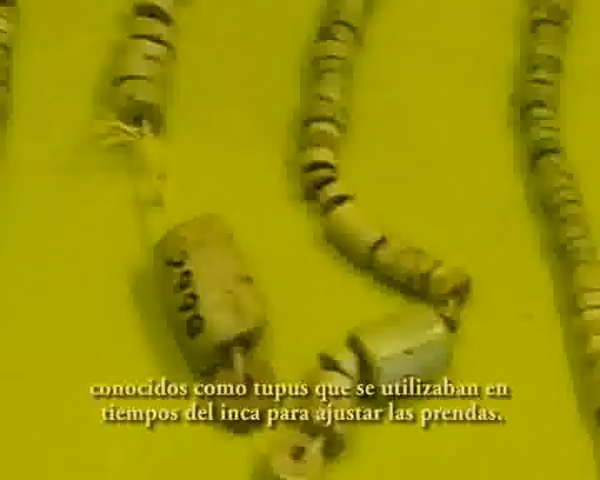 conocidos como tupus que se utilizaban en
tiempos del inca para ajustar las prendas.